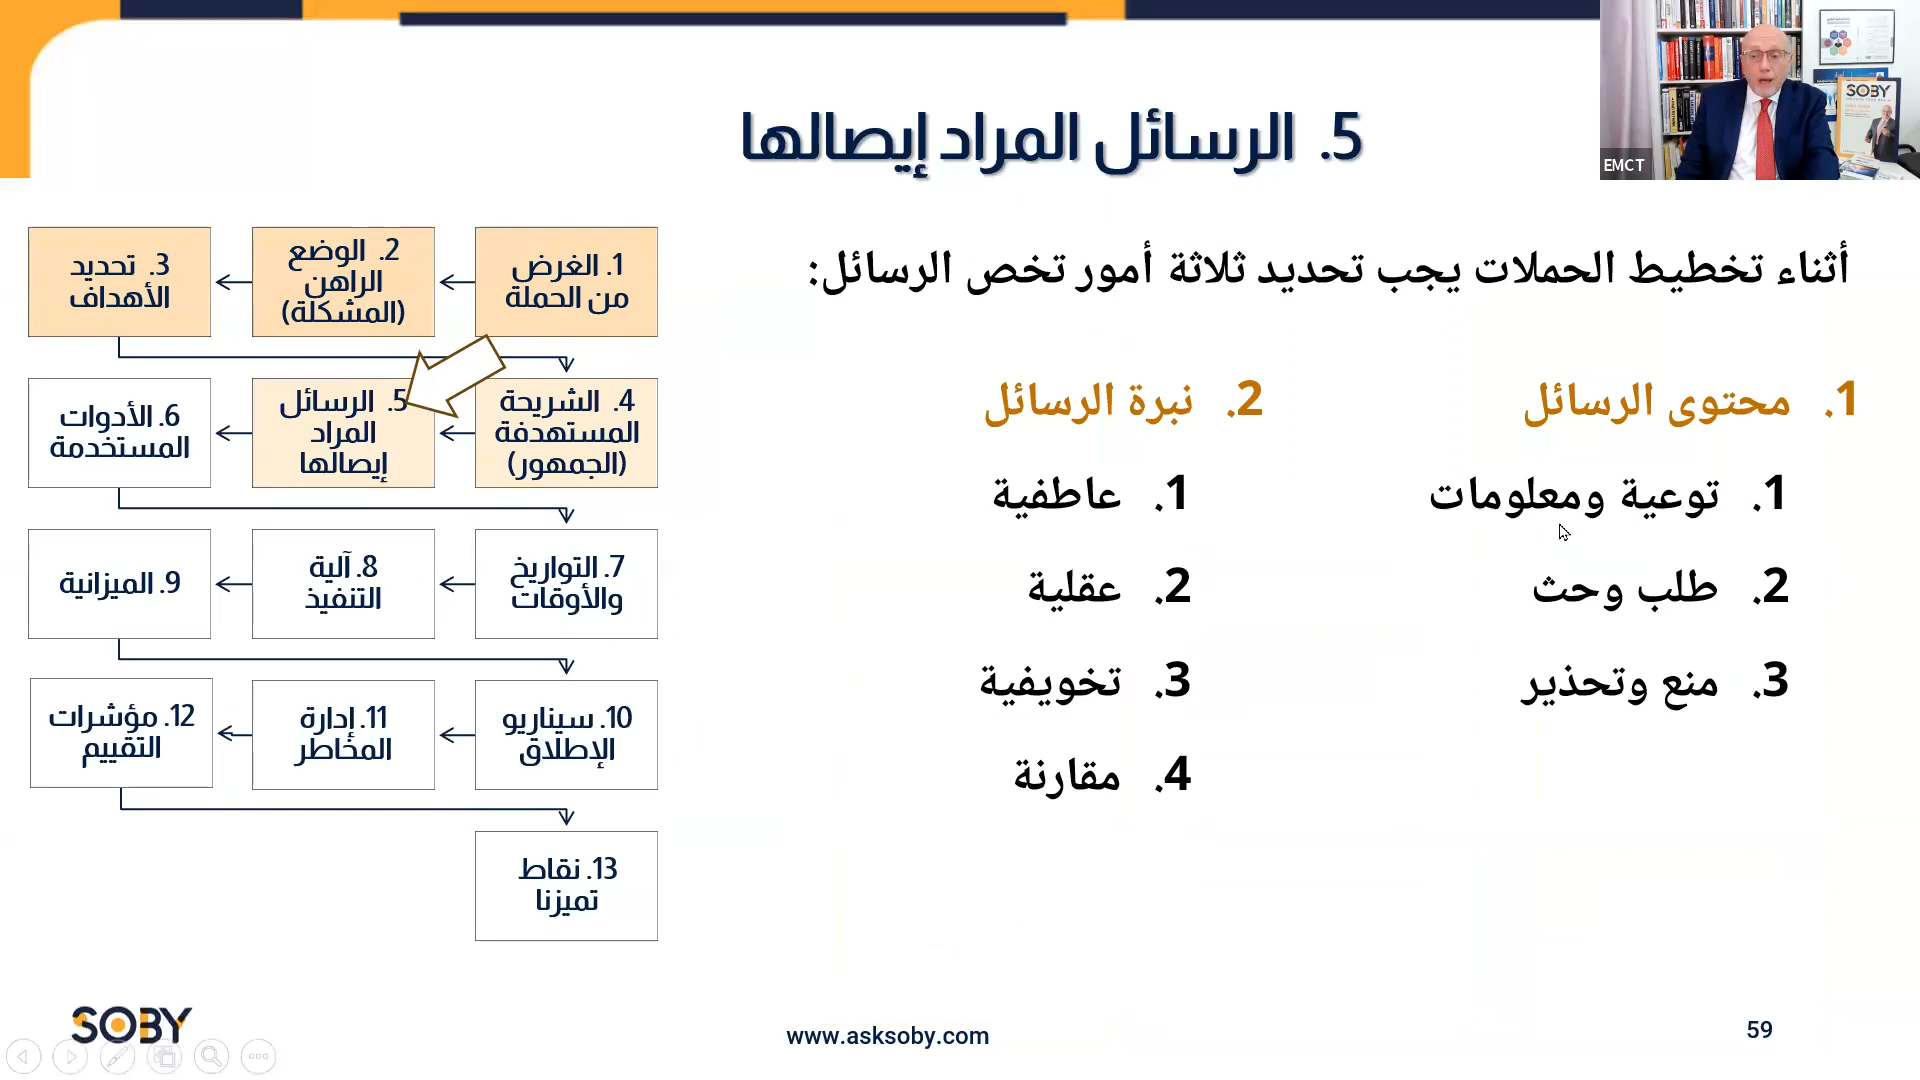 5. الرسائل المراد إيصالها
SOBY
EMCT
أثناء تخطيط الحملات يجب تحديد ثلاثة أمور تخص الرسائل:
1. محتوى الرسائل
1. توعية ومعلومات
2. طلب وحث
3. منع وتحذير
2. نبرة الرسائل
1. عاطفية
2. عقلية
3. تخويفية
4. مقارنة
1. الغرض
من الحملة
2. الوضع
الراهن
(المشكلة)
3. تحديد
الأهداف
4. الشريحة
المستهدفة
(الجمهور)
5. الرسائل
المراد
إيصالها
6. الأدوات
المستخدمة
7. التواريخ
والأوقات
8. آلية
التنفيذ
9. الميزانية
10. سيناريو
الإطلاق
11. إدارة
المخاطر
12. مؤشرات
التقييم
13. نقاط
تميزنا
SOBY
www.asksoby.com
59